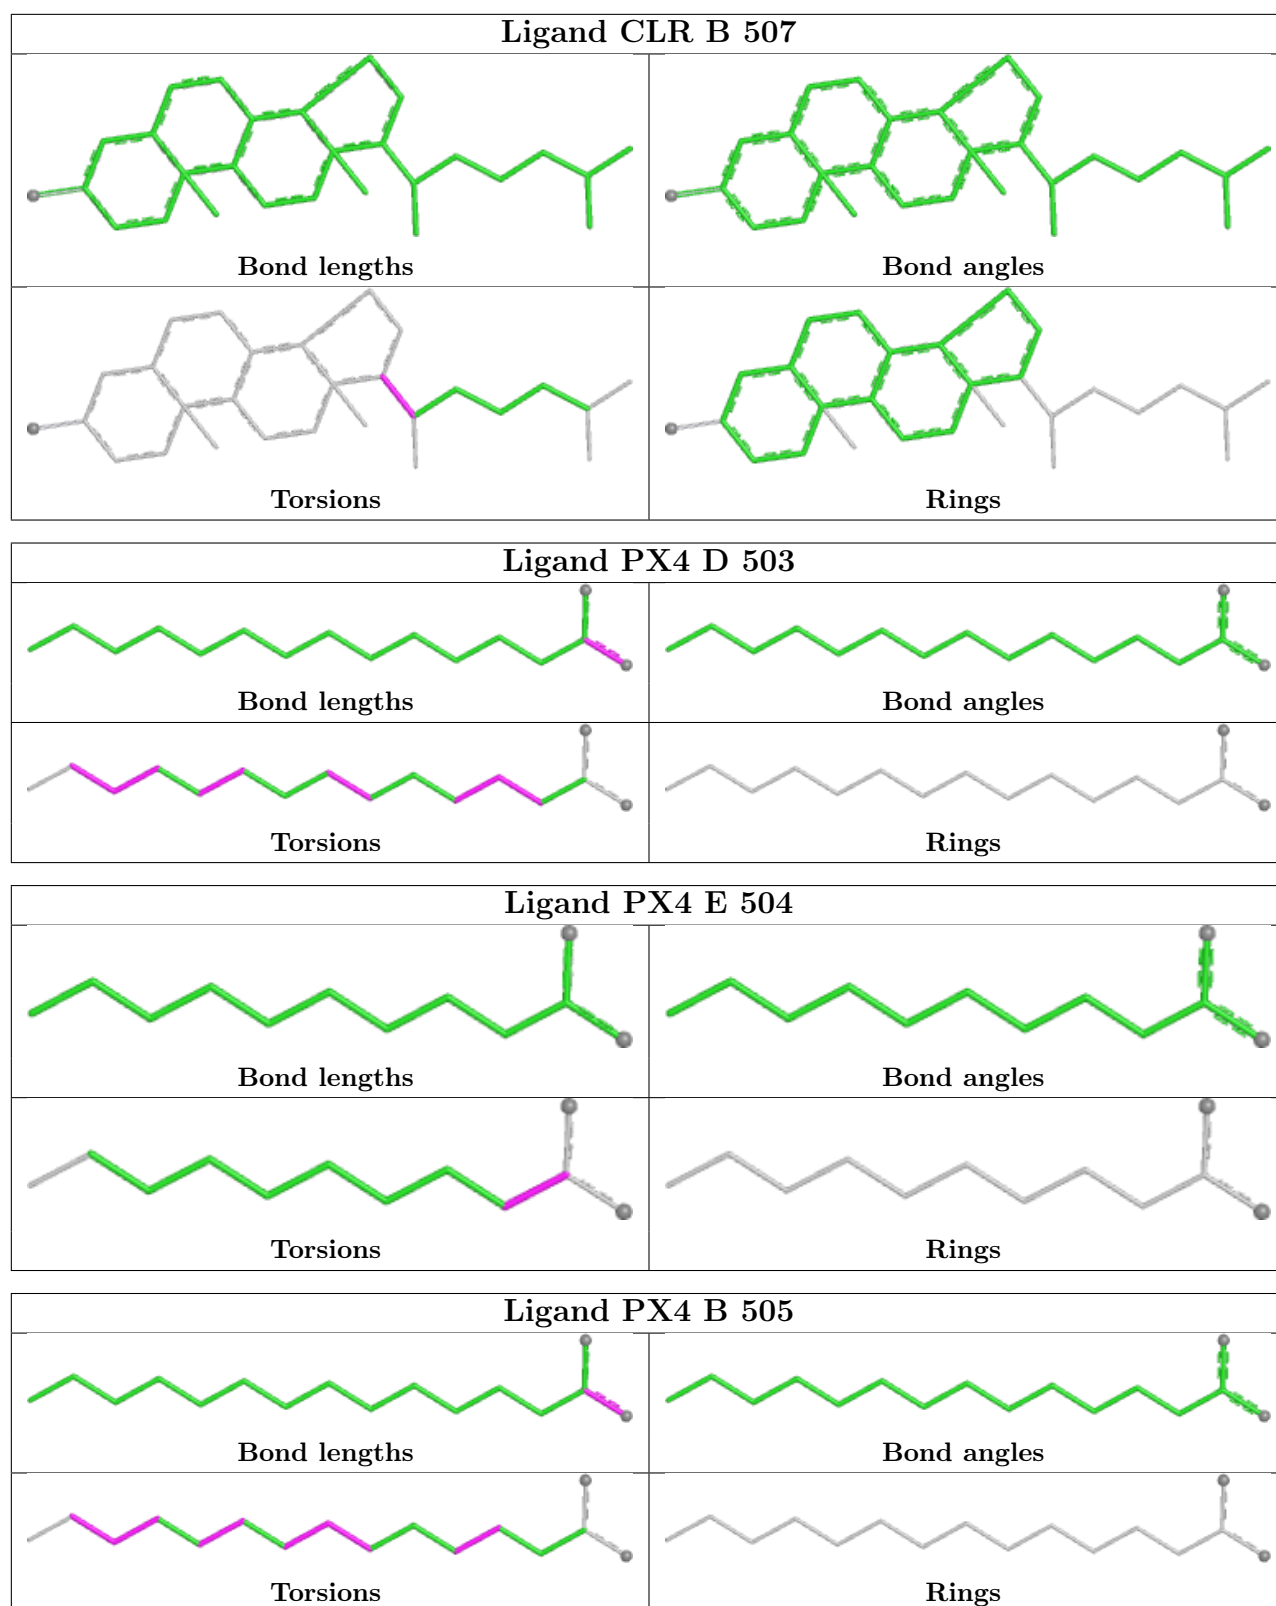 Ligand CLR B 507
Bond lengths
Bond angles
Torsions
Rings
Ligand PX4 D 503
Bond lengths
Bond angles
Torsions
Rings
Ligand PX4 E 504
Bond lengths
Bond angles
Torsions
Rings
Ligand PX4 B 505
Bond lengths
Bond angles
Torsions
Rings